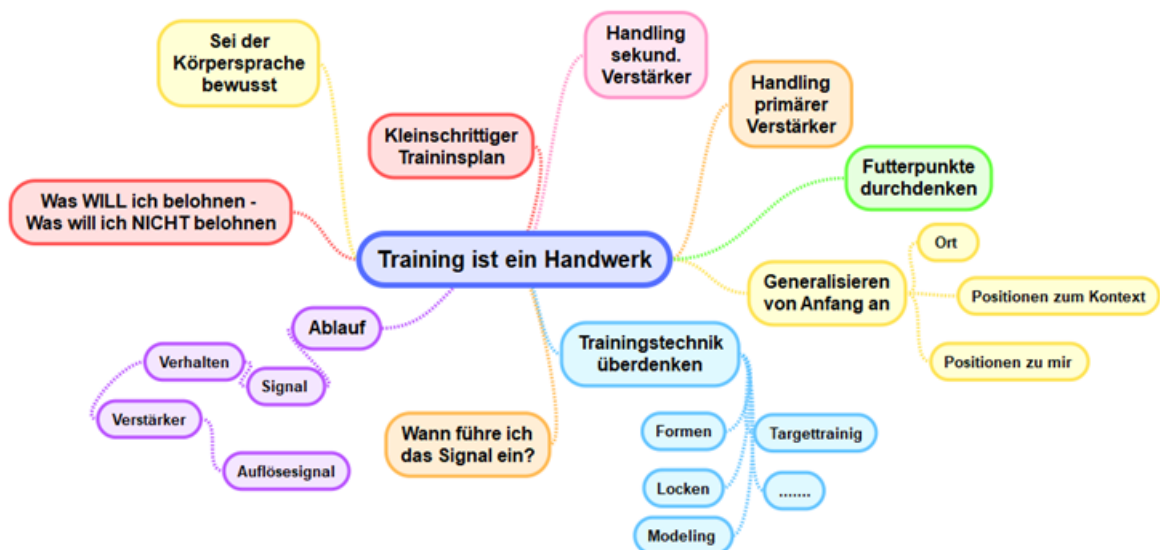 Sei der
Körpersprache
bewusst
Handling
sekund.
Verstärker
Handling
primärer
Verstärker
Kleinschrittiger
Traininsplan
Futterpunkte
durchdenken
Was WILL ich belohnen -
Was will ich NICHT belohnen
Training ist ein Handwerk
Ort
Generalisieren
von Anfang an
Positionen zum Kontext
Positionen zu mir
Ablauf
Signal
Verhalten
Verstärker
Auflösesignal
Wann führe ich
das Signal ein?
Trainingstechnik
überdenken
Formen
Targettrainig
Locken
.......
Modeling